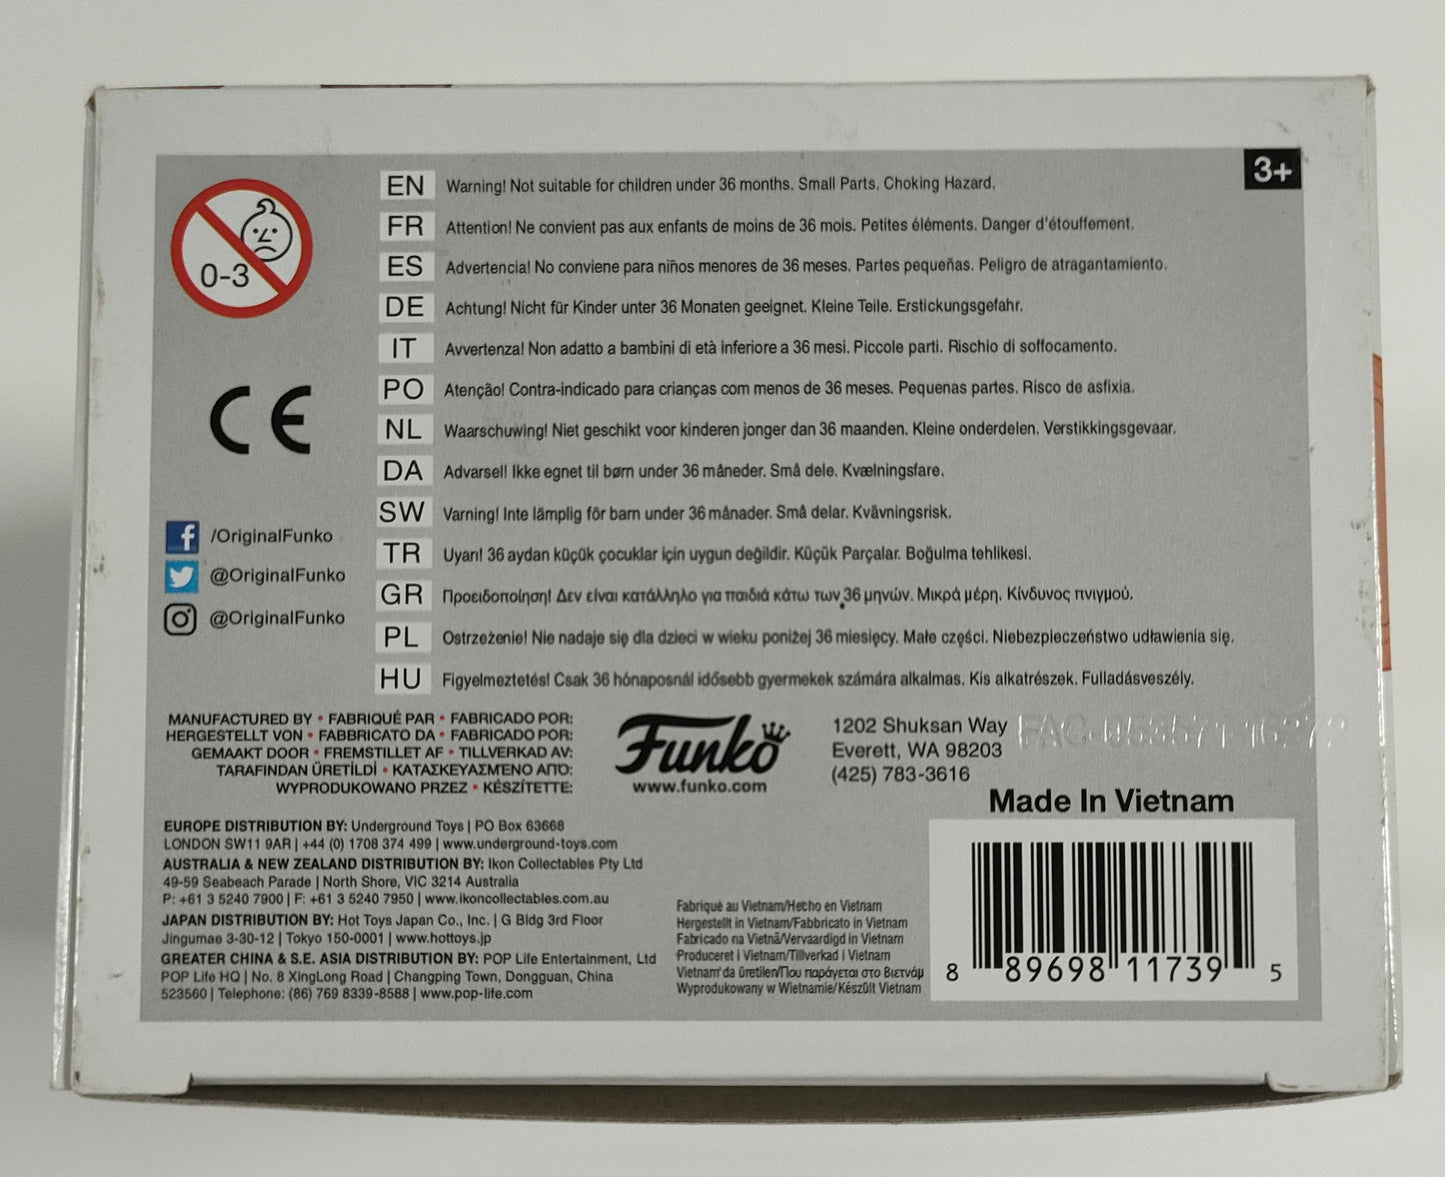 3+
0-3
EN Warning! Not suitable for children under 36 months. Small Parts. Choking Hazard.
FR Attention! Ne convient pas aux enfants de moins de 36 mois. Petites éléments. Danger d'étouffement.
ES Advertencia! No conviene para niños menores de 36 meses. Partes pequeñas. Peligro de atragantamiento.
DE Achtung! Nicht für Kinder unter 36 Monaten geeignet. Kleine Teile. Erstickungsgefahr.
IT Avvertenza! Non adatto a bambini di età inferiore a 36 mesi. Piccole parti. Rischio di soffocamento.
PO Atenção! Contra-indicado para crianças com menos de 36 meses. Pequenas partes. Risco de asfixia.
NL Waarschuwing! Niet geschikt voor kinderen jonger dan 36 maanden. Kleine onderdelen. Verstikkingsgevaar.
DA Advarsel! Ikke egnet til børn under 36 måneder. Små dele. Kvælningsfare.
SW Varning! Inte lämplig för barn under 36 månader. Små delar. Kvävningsrisk.
TR Uyarı! 36 aydan küçük çocuklar için uygun değildir. Küçük Parçalar. Boğulma tehlikesi.
GR Προειδοποίηση! Δεν είναι κατάλληλο για παιδιά κάτω των 36 μηνών. Μικρά μέρη. Κίνδυνος πνιγμού.
PL Ostrzeżenie! Nie nadaje się dla dzieci w wieku poniżej 36 miesięcy. Małe części. Niebezpieczeństwo udławienia się.
HU Figyelmeztetés! Csak 36 hónaposnál idősebb gyermekek számára alkalmas. Kis alkatrészek. Fulladásveszély.
CE
/OriginalFunko
@OriginalFunko
@OriginalFunko
MANUFACTURED BY • FABRIQUÉ PAR • FABRICADO POR:
HERGESTELLT VON • FABBRICATO DA • FABRICADO POR:
GEMAAKT DOOR • FREMSTILLET AF • TILLVERKAD AV:
TARAFINDAN ÜRETİLDİ • ΚΑΤΑΣΚΕΥΑΣΜΈΝΟ ΑΠΌ:
WYPRODUKOWANO PRZEZ • KÉSZÍTETTE:
Funko
www.funko.com
1202 Shuksan Way
Everett, WA 98203
(425) 783-3616
Made In Vietnam
EUROPE DISTRIBUTION BY: Underground Toys | PO Box 63668
LONDON SW11 9AR | +44 (0) 1708 374 499 | www.underground-toys.com
AUSTRALIA & NEW ZEALAND DISTRIBUTION BY: Ikon Collectables Pty Ltd
49-59 Seabeach Parade | North Shore, VIC 3214 Australia
P: +61 3 5240 7900 | F: +61 3 5240 7950 | www.ikoncollectables.com.au
JAPAN DISTRIBUTION BY: Hot Toys Japan Co., Inc. | G Bldg 3rd Floor
Jingumae 3-30-12 | Tokyo 150-0001 | www.hottoys.jp
GREATER CHINA & S.E. ASIA DISTRIBUTION BY: POP Life Entertainment, Ltd
POP Life HQ | No. 8 XingLong Road | Changping Town, Dongguan, China
523560 | Telephone: (86) 769 8339-8588 | www.pop-life.com
Fabriqué au Vietnam/Hecho en Vietnam
Hergestellt in Vietnam/Fabbricato in Vietnam
Fabricado na Vietnã/Vervaardigd in Vietnam
Produceret i Vietnam/Tillverkad i Vietnam
Vietnam'da üretilen/Που παράγεται στο Βιετνάμ
Wyprodukowany w Wietnamie/Készült Vietnam
8 89698 11739 5